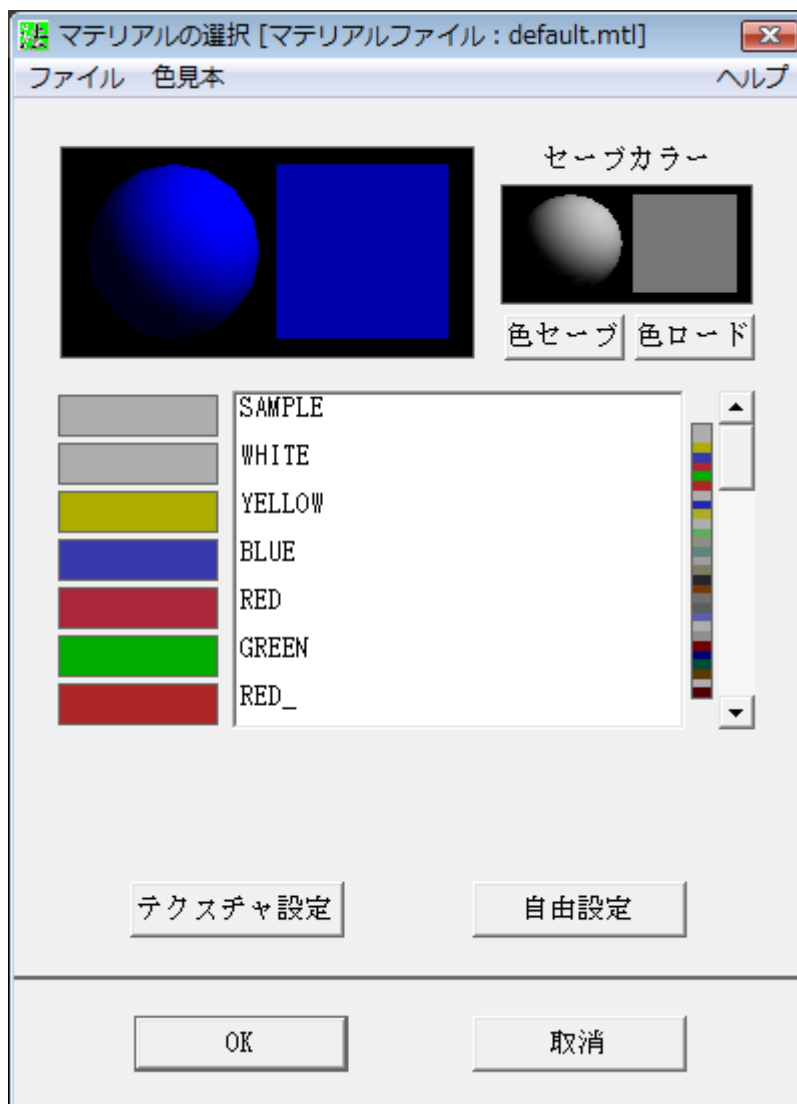 マテリアルの選択 [マテリアルファイル : default.mtl]
ファイル 色見本 ヘルプ
セーブカラー
色セーブ 色ロード
SAMPLE
WHITE
YELLOW
BLUE
RED
GREEN
RED_
テクスチャ設定 自由設定
OK 取消